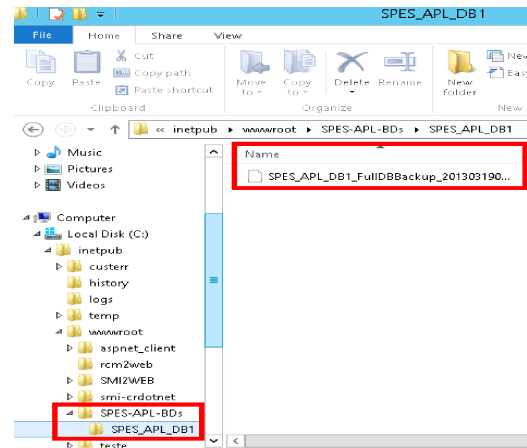 SPES_APL_DB1
File Home Share View
Copy
Paste
Cut
Copy path
Paste shortcut
Move to
Copy to
Delete
Rename
New folder
New
Easy
Clipboard
Organize
New
« inetpub wwwroot SPES-APL-BDs SPES_APL_DB1
Name
SPES_APL_DB1_FullDBBackup_201303190...
Music
Pictures
Videos
Computer
Local Disk (C:)
inetpub
custerr
history
logs
temp
wwwroot
aspnet_client
rcm2web
SMI2WEB
smi-crdotnet
SPES-APL-BDs
SPES_APL_DB1
teste